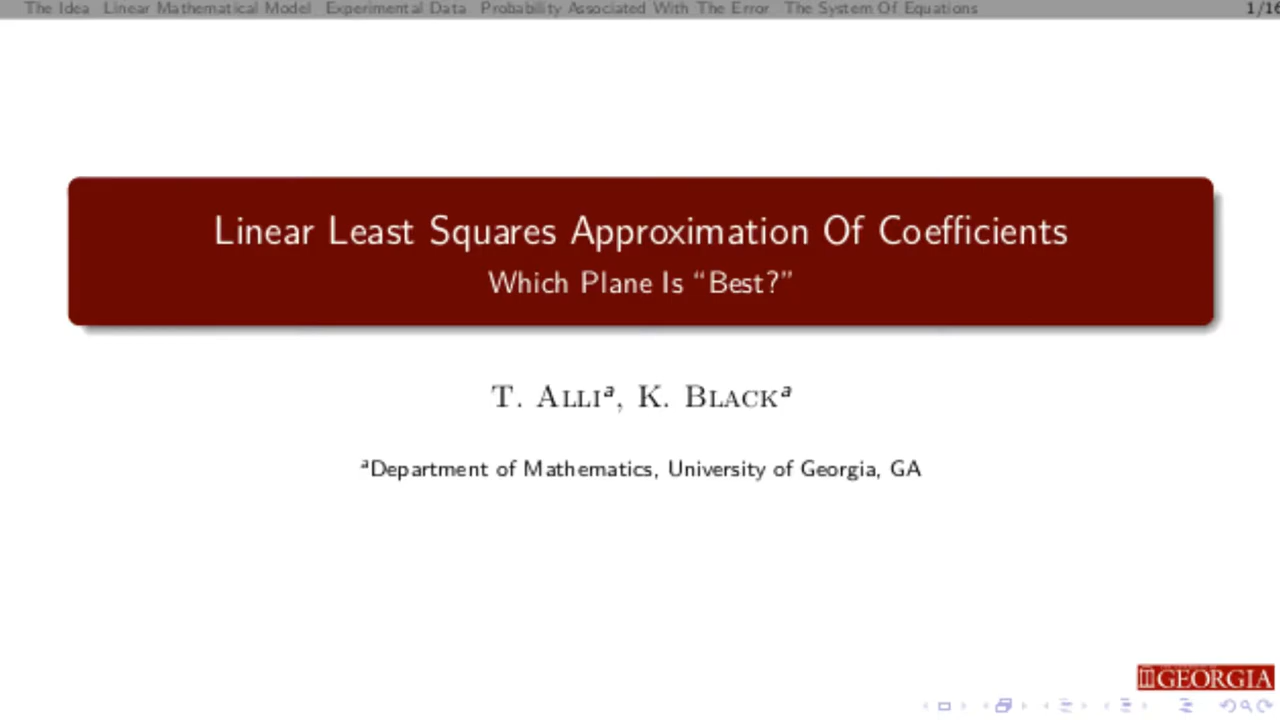 The Idea Linear Mathematical Model Experimental Data Probability Associated With The Error The System Of Equations 1/16
Linear Least Squares Approximation Of Coefficients
Which Plane Is “Best?”
T. Alliᵃ, K. Blackᵃ
ᵃDepartment of Mathematics, University of Georgia, GA
GEORGIA